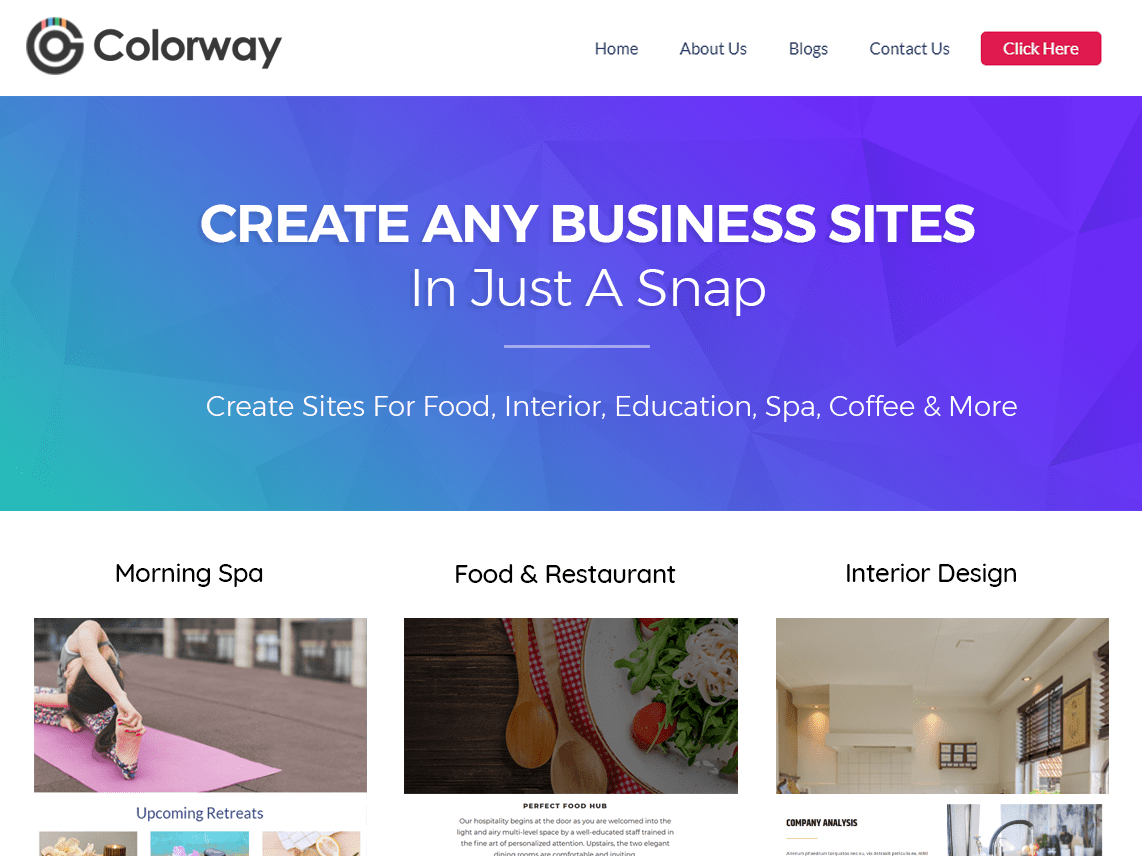 Colorway
Home About Us Blogs Contact Us Click Here
CREATE ANY BUSINESS SITES
In Just A Snap
Create Sites For Food, Interior, Education, Spa, Coffee & More
Morning Spa
Food & Restaurant
Interior Design
Upcoming Retreats
PERFECT FOOD HUB
Our hospitality begins at the door as you are welcomed into the
light and airy multi-level space by a well-educated staff trained in
the fine art of personalized attention. Upstairs, the two elegant
dining rooms are comfortable and inviting
COMPANY ANALYSIS